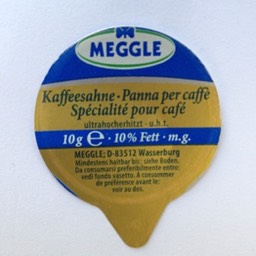 MEGGLE
Kaffeesahne · Panna per caffè
Spécialité pour café
ultrahocherhitzt · u.h.t.
10g ℮ · 10% Fett · m.g.
MEGGLE; D-83512 Wasserburg
Mindestens haltbar bis: siehe Boden.
Da consumarsi preferibilmente entro:
vedi fondo vasetto. A consommer
de préférence avant le:
voir au dos.